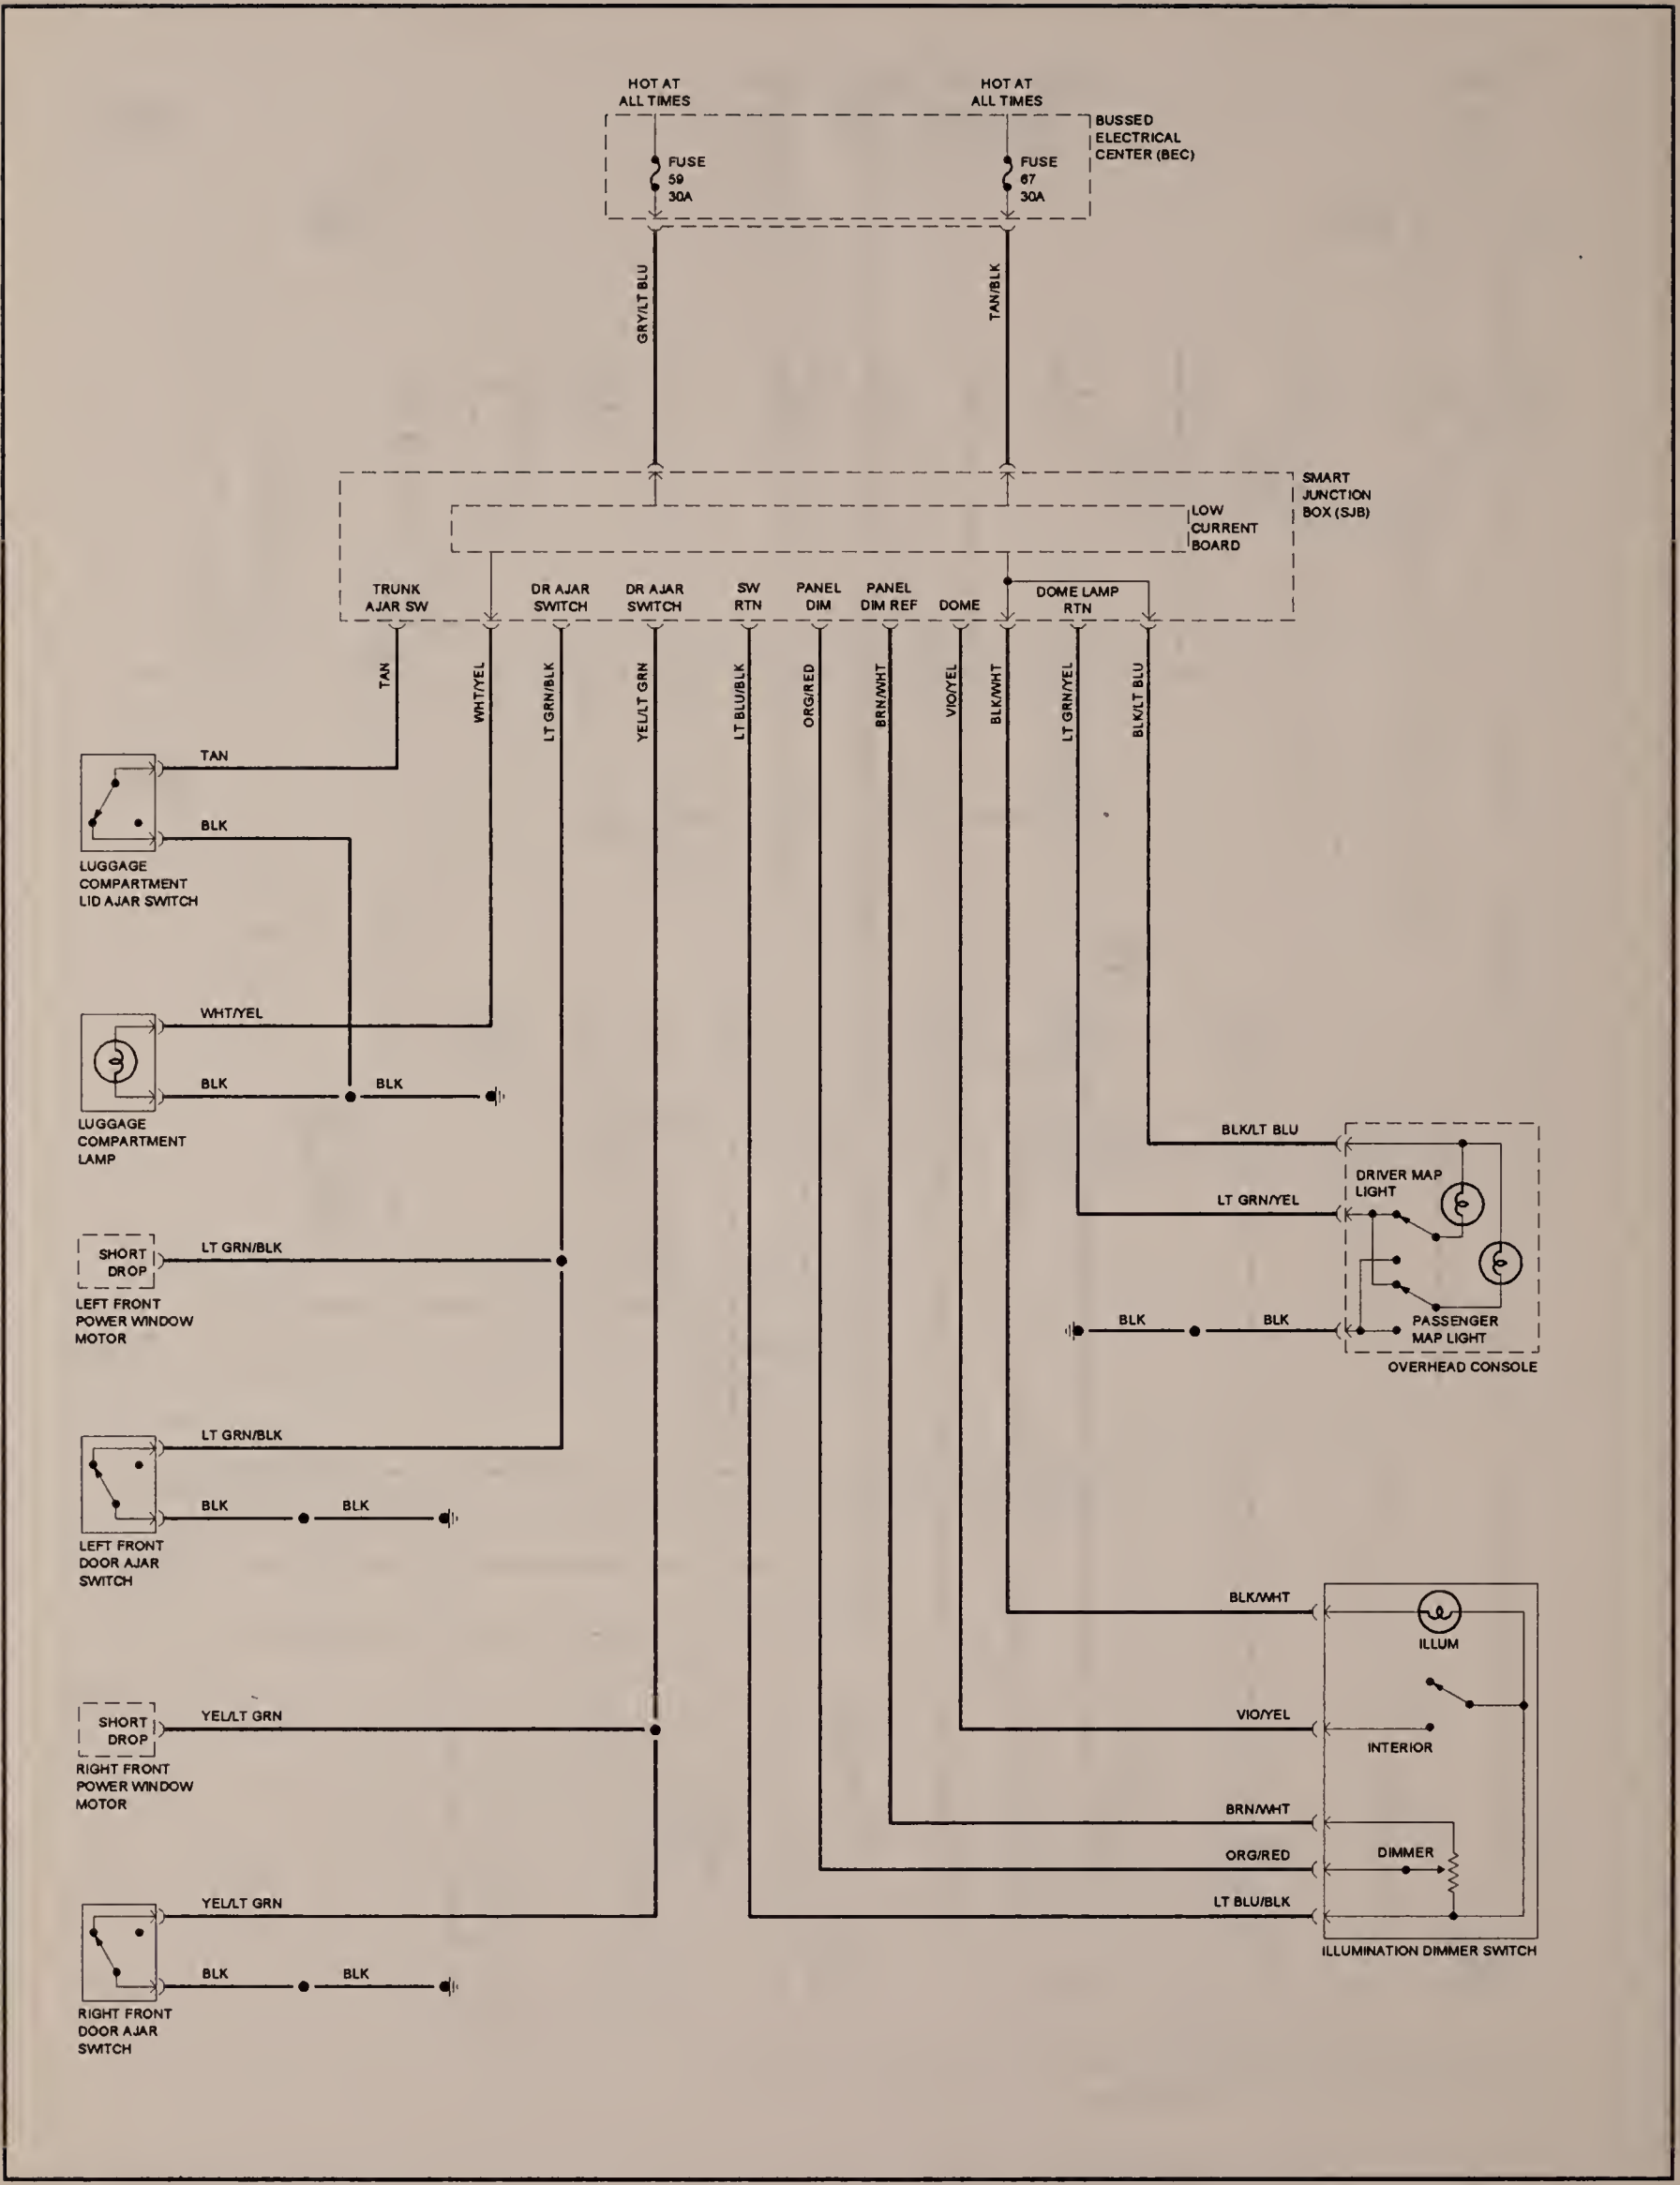 HOT AT
ALL TIMES
HOT AT
ALL TIMES
BUSSED
ELECTRICAL
CENTER (BEC)
FUSE
59
30A
FUSE
67
30A
GRY/LT BLU
TAN/BLK
SMART
JUNCTION
BOX (SJB)
LOW
CURRENT
BOARD
TRUNK
AJAR SW
DR AJAR
SWITCH
DR AJAR
SWITCH
SW
RTN
PANEL
DIM
PANEL
DIM REF
DOME
DOME LAMP
RTN
TAN
WHT/YEL
LT GRN/BLK
YEL/LT GRN
LT BLU/BLK
ORG/RED
BRN/WHT
VIO/YEL
BLK/WHT
LT GRN/YEL
BLK/LT BLU
TAN
BLK
LUGGAGE
COMPARTMENT
LID AJAR SWITCH
WHT/YEL
BLK
BLK
LUGGAGE
COMPARTMENT
LAMP
BLK/LT BLU
DRIVER MAP
LIGHT
LT GRN/YEL
BLK
BLK
PASSENGER
MAP LIGHT
OVERHEAD CONSOLE
SHORT
DROP
LT GRN/BLK
LEFT FRONT
POWER WINDOW
MOTOR
LT GRN/BLK
BLK
BLK
LEFT FRONT
DOOR AJAR
SWITCH
BLK/WHT
ILLUM
VIO/YEL
INTERIOR
BRN/WHT
ORG/RED
DIMMER
LT BLU/BLK
ILLUMINATION DIMMER SWITCH
SHORT
DROP
YEL/LT GRN
RIGHT FRONT
POWER WINDOW
MOTOR
YEL/LT GRN
BLK
BLK
RIGHT FRONT
DOOR AJAR
SWITCH